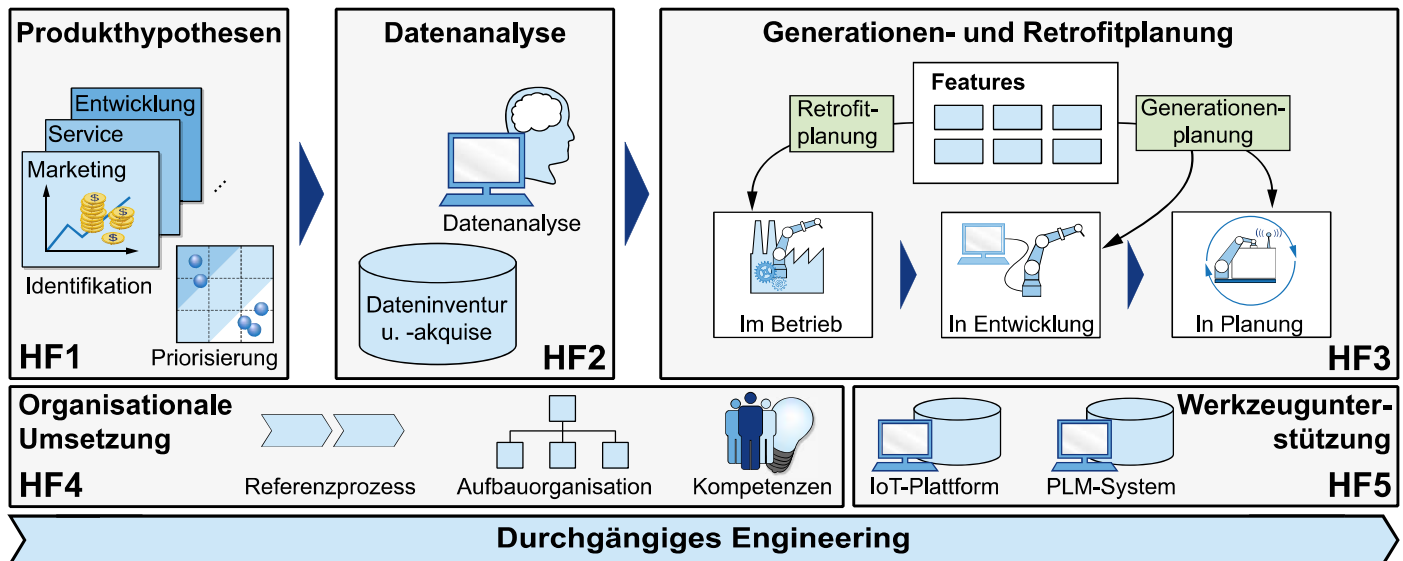 Produkthypothesen
Entwicklung
Service
Marketing
...
Identifikation
Priorisierung
HF1
Datenanalyse
Datenanalyse
Dateninventur
u. -akquise
HF2
Generationen- und Retrofitplanung
Features
Retrofit-
planung
Generationen-
planung
Im Betrieb
In Entwicklung
In Planung
HF3
Organisationale
Umsetzung
HF4
Referenzprozess
Aufbauorganisation
Kompetenzen
Werkzeugunter-
stützung
IoT-Plattform
PLM-System
HF5
Durchgängiges Engineering